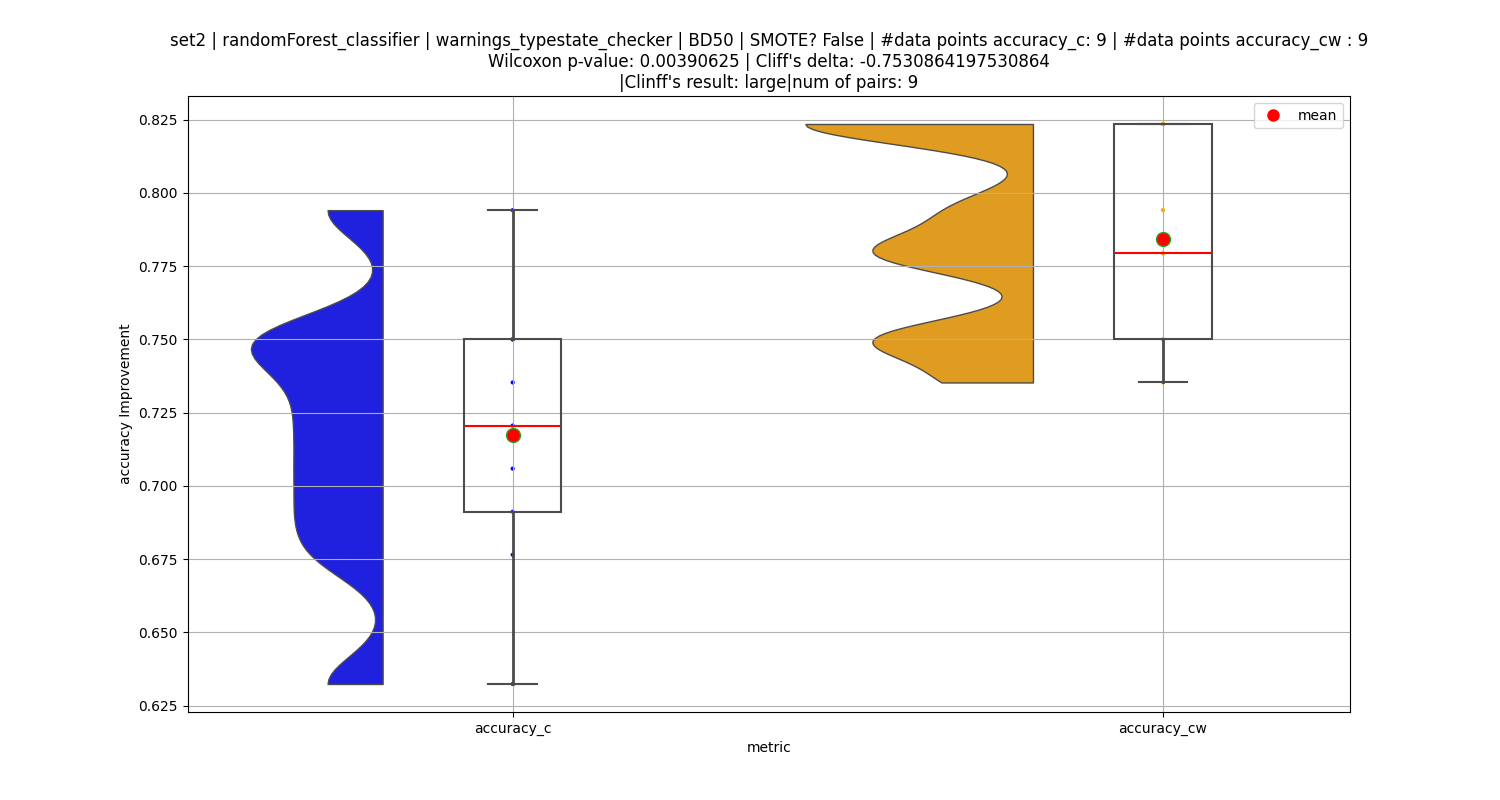 set2 | randomForest_classifier | warnings_typestate_checker | BD50 | SMOTE? False | #data points accuracy_c: 9 | #data points accuracy_cw : 9
Wilcoxon p-value: 0.00390625 | Cliff's delta: -0.7530864197530864
|Clinff's result: large|num of pairs: 9
mean
0.825
0.800
0.775
0.750
0.725
0.700
0.675
0.650
0.625
accuracy Improvement
accuracy_c
accuracy_cw
metric